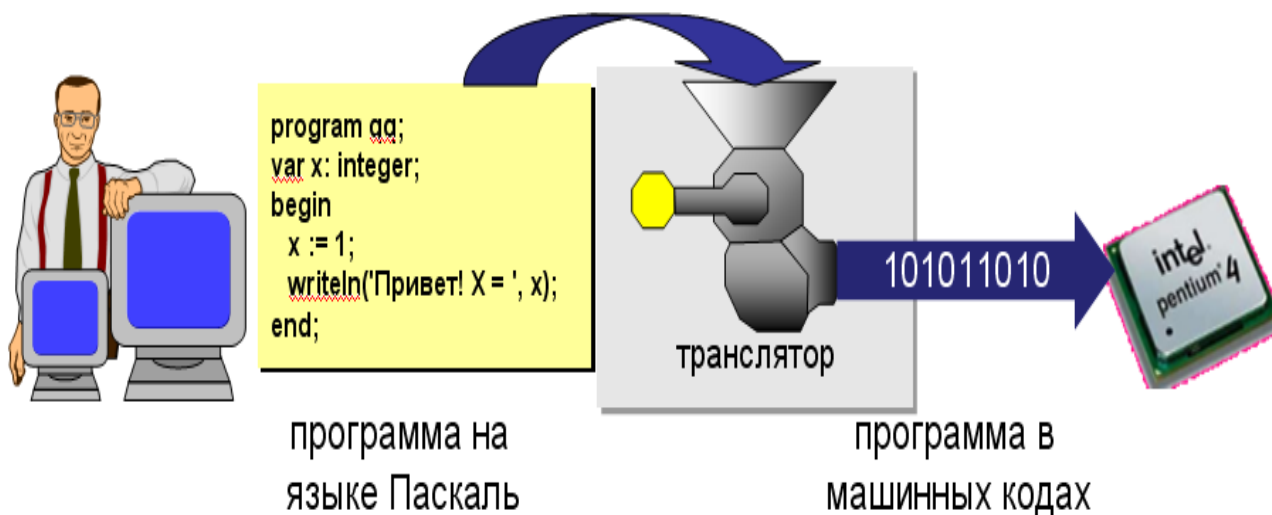 program qq;
var x: integer;
begin
x := 1;
writeln('Привет! X = ', x);
end;
транслятор
101011010
intel
pentium 4
программа на
языке Паскаль
программа в
машинных кодах